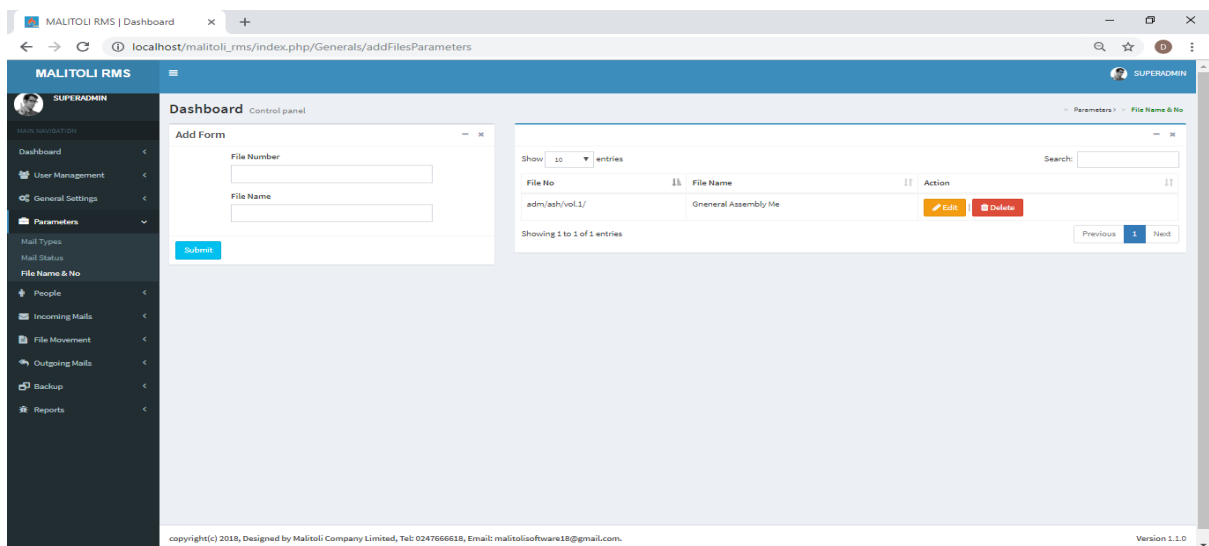 MALITOLI RMS | Dashboard
localhost/malitoli_rms/index.php/Generals/addFilesParameters
D
MALITOLI RMS
SUPERADMIN
SUPERADMIN
MAIN NAVIGATION
Dashboard
User Management
General Settings
Parameters
Mail Types
Mail Status
File Name & No
People
Incoming Mails
File Movement
Outgoing Mails
Backup
Reports
Dashboard Control panel
Parameters > File Name & No
Add Form
File Number
File Name
Submit
Show 10 entries
Search:
File No File Name Action
adm/ash/vol.1/ Gneneral Assembly Me Edit | Delete
Showing 1 to 1 of 1 entries
Previous 1 Next
copyright(c) 2018, Designed by Malitoli Company Limited, Tel: 0247666618, Email: malitolisoftware18@gmail.com.
Version 1.1.0